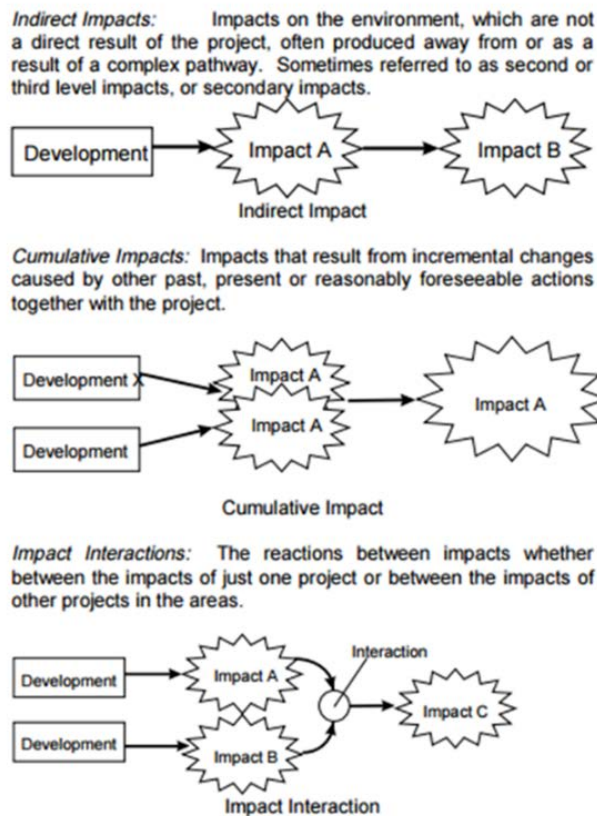 Indirect Impacts: Impacts on the environment, which are not
a direct result of the project, often produced away from or as a
result of a complex pathway. Sometimes referred to as second or
third level impacts, or secondary impacts.
Development
Impact A
Impact B
Indirect Impact
Cumulative Impacts: Impacts that result from incremental changes
caused by other past, present or reasonably foreseeable actions
together with the project.
Development X
Impact A
Impact A
Impact A
Development
Cumulative Impact
Impact Interactions: The reactions between impacts whether
between the impacts of just one project or between the impacts of
other projects in the areas.
Interaction
Development
Impact A
Impact C
Development
Impact B
Impact Interaction